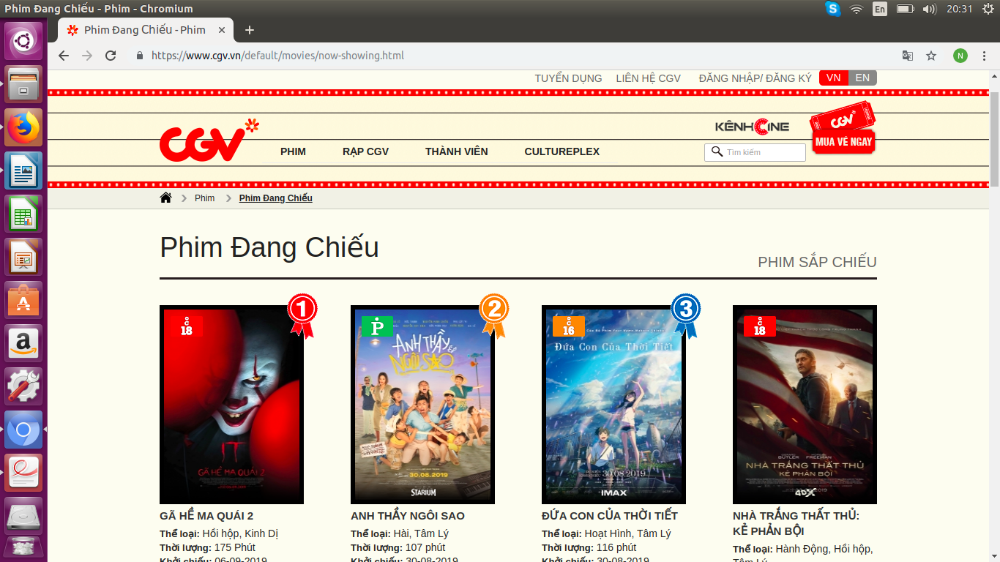 Phim Đang Chiếu - Phim - Chromium
En
20:31
Phim Đang Chiếu - Phim
https://www.cgv.vn/default/movies/now-showing.html
N
TUYỂN DỤNG LIÊN HỆ CGV ĐĂNG NHẬP/ ĐĂNG KÝ VN EN
CGV
KÊNH CINE
CGV
MUA VÉ NGAY
PHIM RẠP CGV THÀNH VIÊN CULTUREPLEX
Tìm kiếm
Phim Phim Đang Chiếu
Phim Đang Chiếu
PHIM SẮP CHIẾU
1
C18
IT
GÃ HỀ MA QUÁI 2
2
P
ANH THẦY
NGÔI SAO
30.08.2019
STARIUM
3
C16
Đứa Con Của Thời Tiết
30.08.2019
IMAX
C18
BUTLER FREEMAN
NHÀ TRẮNG THẤT THỦ
KẺ PHẢN BỘI
4DX
GÃ HỀ MA QUÁI 2
Thể loại: Hồi hộp, Kinh Dị
Thời lượng: 175 Phút
Khởi chiếu: 06-09-2019
ANH THẦY NGÔI SAO
Thể loại: Hài, Tâm Lý
Thời lượng: 107 phút
Khởi chiếu: 30-08-2019
ĐỨA CON CỦA THỜI TIẾT
Thể loại: Hoạt Hình, Tâm Lý
Thời lượng: 116 phút
Khởi chiếu: 30-08-2019
NHÀ TRẮNG THẤT THỦ:
KẺ PHẢN BỘI
Thể loại: Hành Động, Hồi hộp,
Tâm Lý